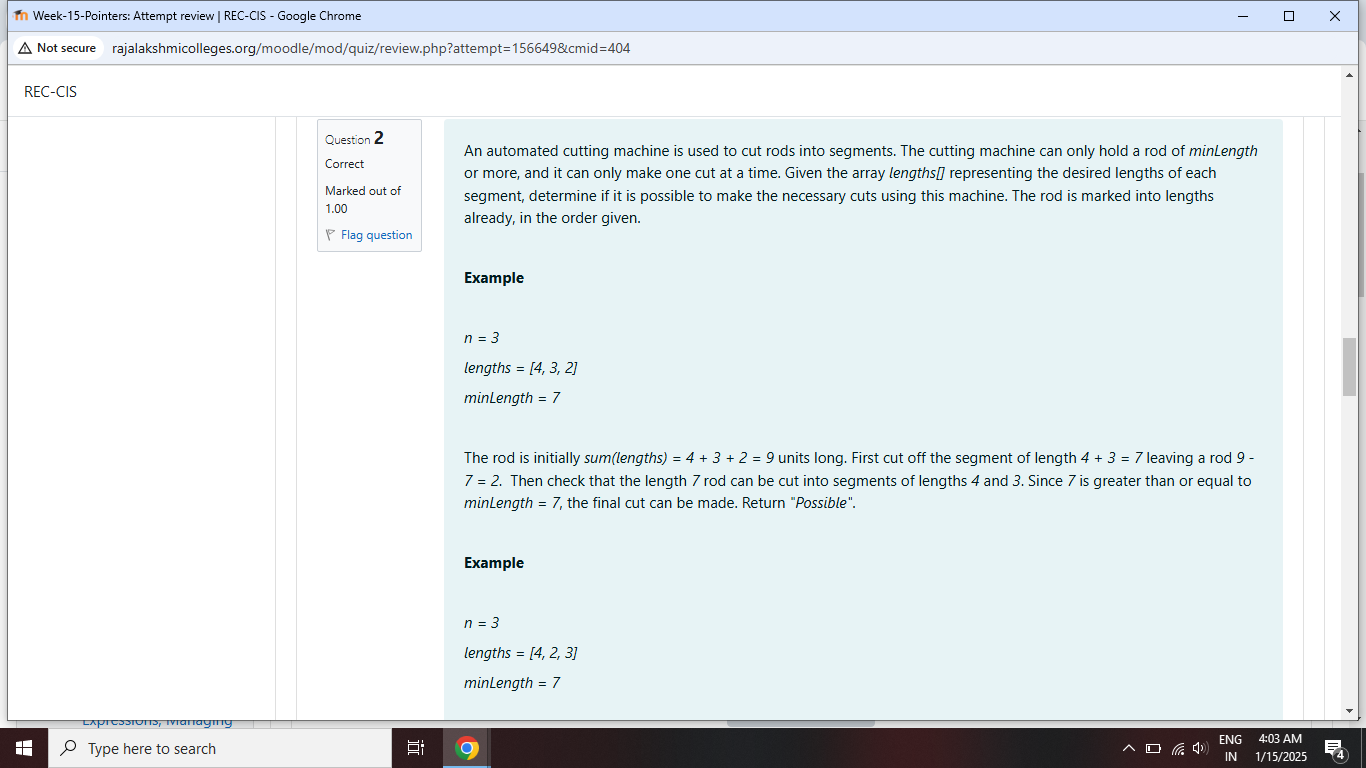 Week-15-Pointers: Attempt review | REC-CIS - Google Chrome
Not secure rajalakshmicolleges.org/moodle/mod/quiz/review.php?attempt=156649&cmid=404
REC-CIS
Question 2
Correct
Marked out of
1.00
Flag question
An automated cutting machine is used to cut rods into segments. The cutting machine can only hold a rod of minLength
or more, and it can only make one cut at a time. Given the array lengths[] representing the desired lengths of each
segment, determine if it is possible to make the necessary cuts using this machine. The rod is marked into lengths
already, in the order given.
Example
n = 3
lengths = [4, 3, 2]
minLength = 7
The rod is initially sum(lengths) = 4 + 3 + 2 = 9 units long. First cut off the segment of length 4 + 3 = 7 leaving a rod 9 -
7 = 2. Then check that the length 7 rod can be cut into segments of lengths 4 and 3. Since 7 is greater than or equal to
minLength = 7, the final cut can be made. Return "Possible".
Example
n = 3
lengths = [4, 2, 3]
minLength = 7
Expressions, Managing
Type here to search
ENG
IN
4:03 AM
1/15/2025
4